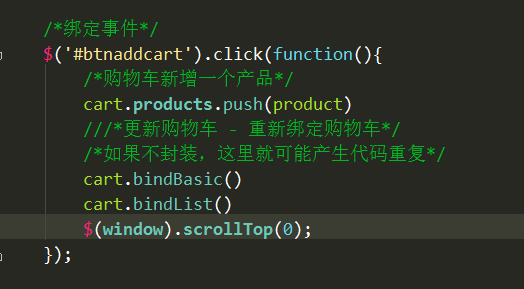 /*绑定事件*/
$('#btnaddcart').click(function(){
/*购物车新增一个产品*/
cart.products.push(product)
///*更新购物车 - 重新绑定购物车*/
/*如果不封装，这里就可能产生代码重复*/
cart.bindBasic()
cart.bindList()
$(window).scrollTop(0);
});